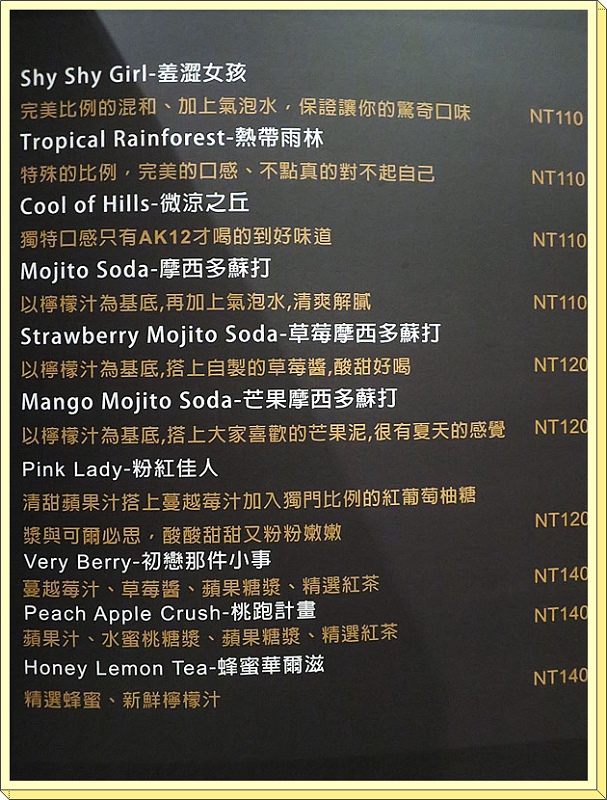 Shy Shy Girl-羞澀女孩
完美比例的混和、加上氣泡水，保證讓你的驚奇口味 NT110
Tropical Rainforest-熱帶雨林
特殊的比例，完美的口感、不點真的對不起自己 NT110
Cool of Hills-微涼之丘
獨特口感只有AK12才喝的到好味道 NT110
Mojito Soda-摩西多蘇打
以檸檬汁為基底,再加上氣泡水,清爽解膩 NT110
Strawberry Mojito Soda-草莓摩西多蘇打
以檸檬汁為基底,搭上自製的草莓醬,酸甜好喝 NT120
Mango Mojito Soda-芒果摩西多蘇打
以檸檬汁為基底,搭上大家喜歡的芒果泥,很有夏天的感覺 NT120
Pink Lady-粉紅佳人
清甜蘋果汁搭上蔓越莓汁加入獨門比例的紅葡萄柚糖
漿與可爾必思，酸酸甜甜又粉粉嫩嫩 NT120
Very Berry-初戀那件小事
蔓越莓汁、草莓醬、蘋果糖漿、精選紅茶 NT140
Peach Apple Crush-桃跑計畫 NT140
蘋果汁、水蜜桃糖漿、蘋果糖漿、精選紅茶
Honey Lemon Tea-蜂蜜華爾滋 NT140
精選蜂蜜、新鮮檸檬汁